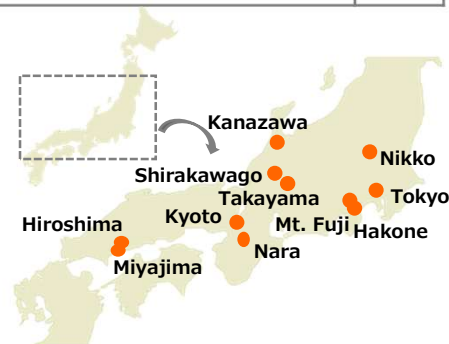 Kanazawa
Nikko
Shirakawago
Takayama
Tokyo
Kyoto
Mt. Fuji
Hakone
Hiroshima
Nara
Miyajima